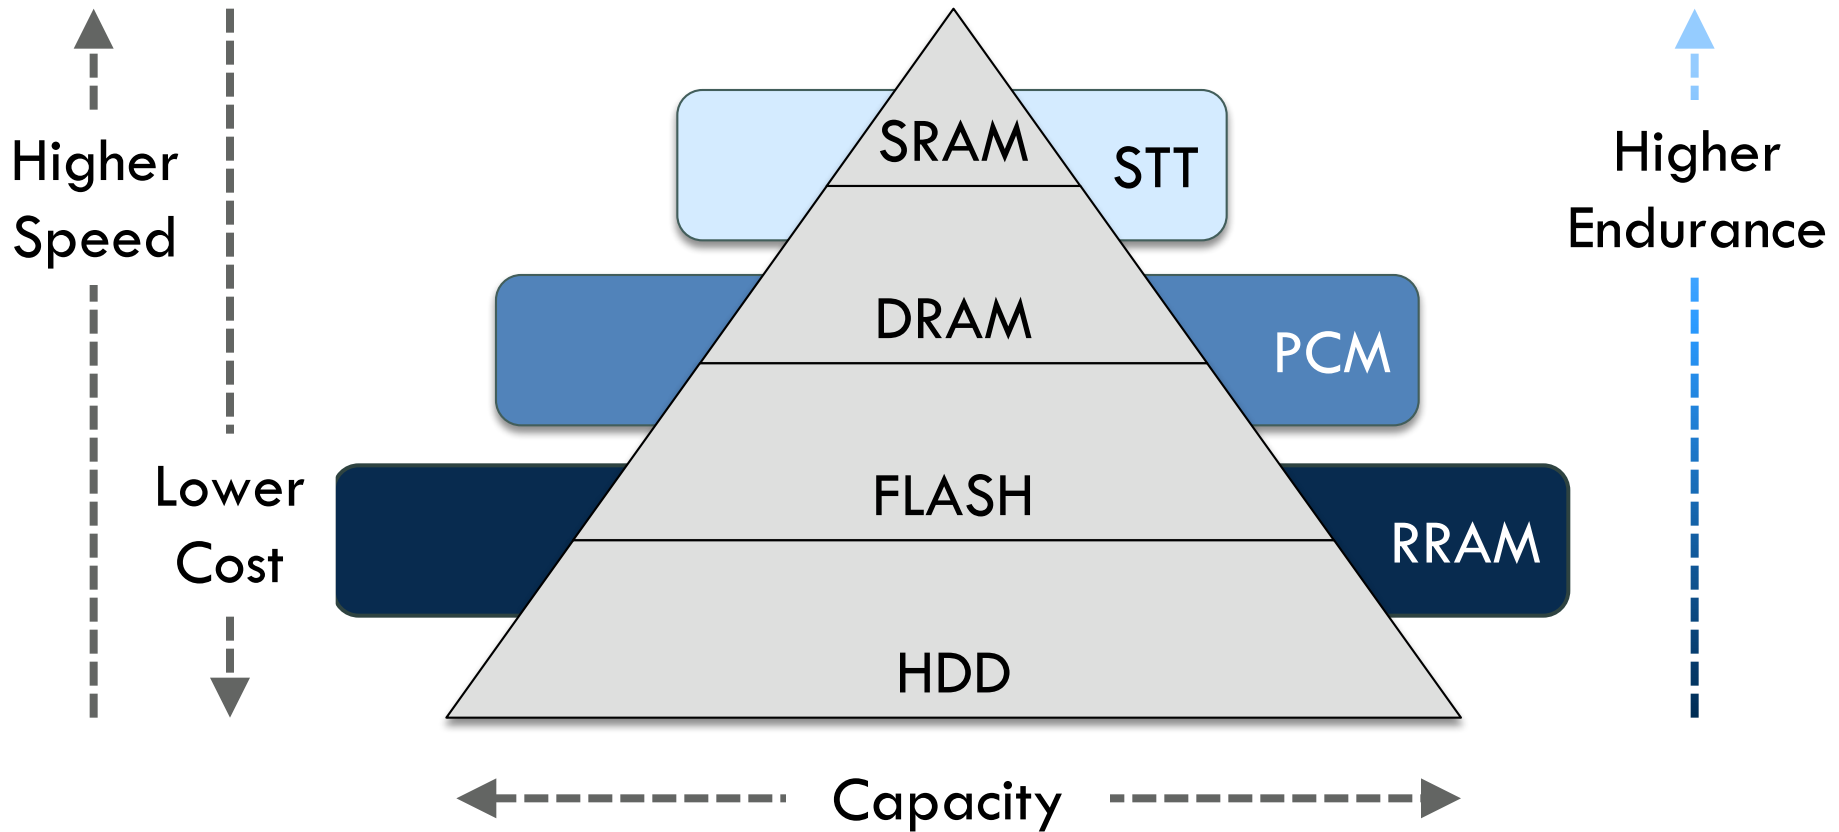 Higher
Speed
Lower
Cost
SRAM
STT
DRAM
PCM
FLASH
RRAM
HDD
Higher
Endurance
Capacity